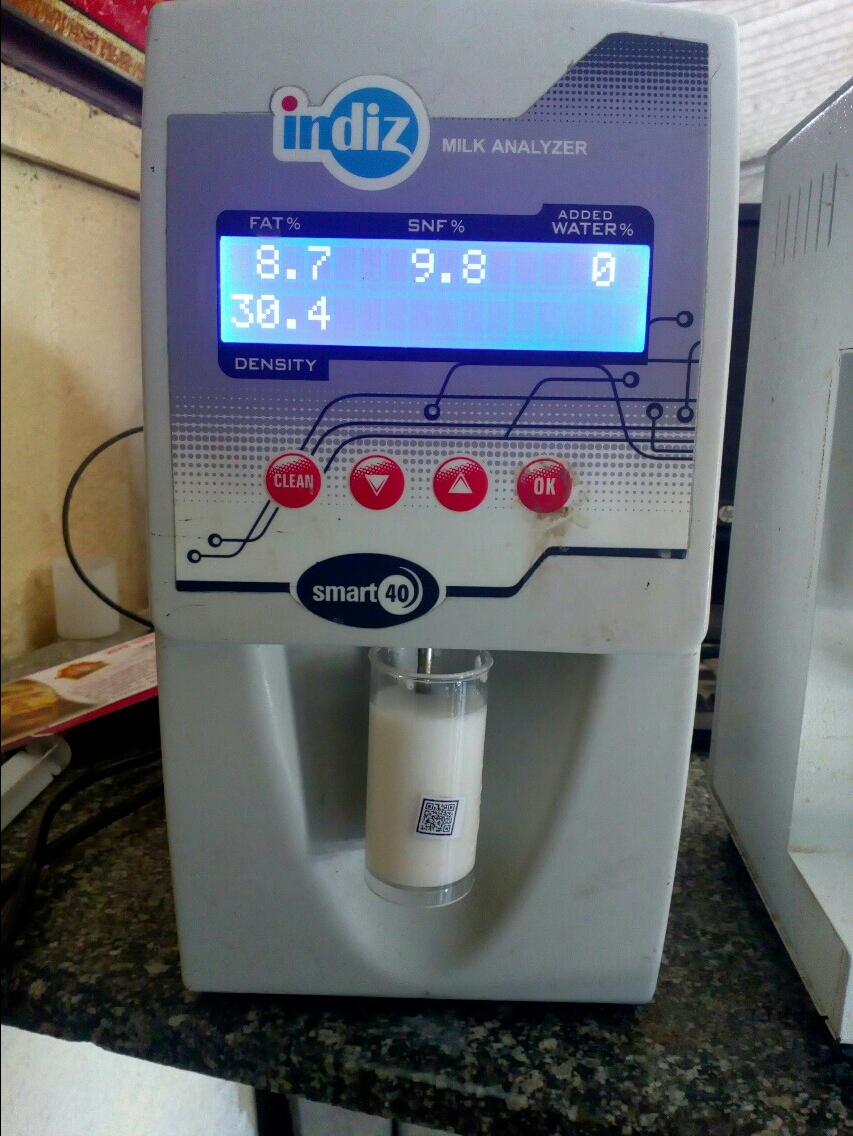 indiz MILK ANALYZER
FAT% SNF% ADDED WATER%
8.7 9.8 0
30.4
DENSITY
CLEAN OK
smart 40